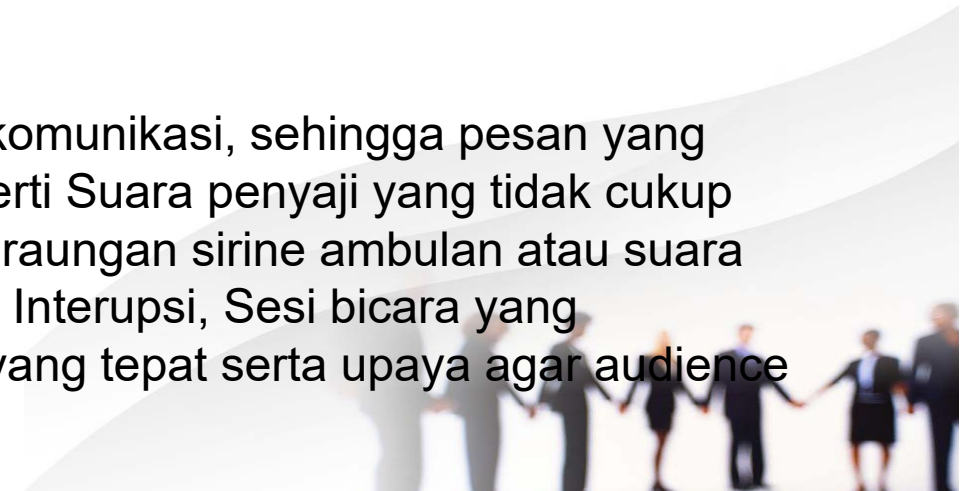 komunikasi, sehingga pesan yang
erti Suara penyaji yang tidak cukup
raungan sirine ambulan atau suara
Interupsi, Sesi bicara yang
yang tepat serta upaya agar audience